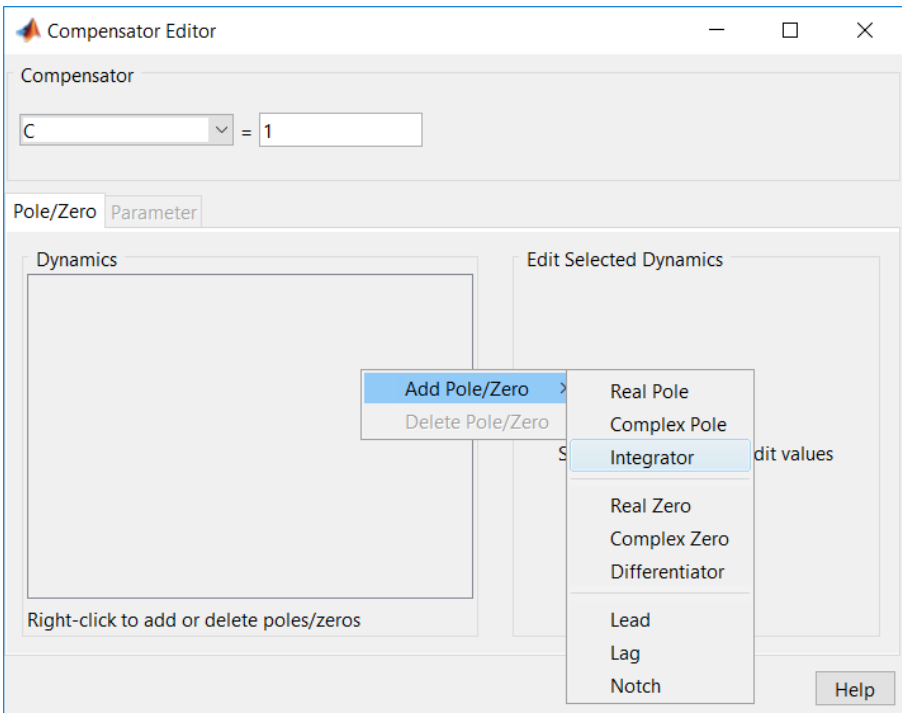 Compensator Editor
Compensator
C = 1
Pole/Zero Parameter
Dynamics
Edit Selected Dynamics
Add Pole/Zero
Delete Pole/Zero
Real Pole
Complex Pole
Integrator
Real Zero
Complex Zero
Differentiator
Lead
Lag
Notch
S dit values
Right-click to add or delete poles/zeros
Help